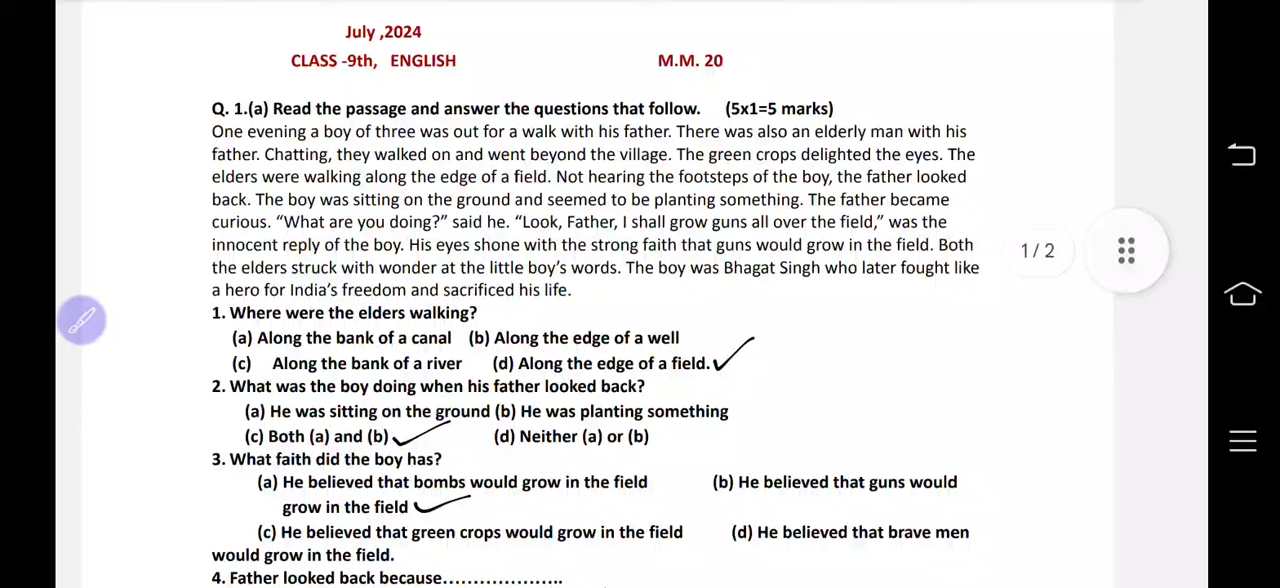 July ,2024
CLASS -9th, ENGLISH M.M. 20
Q. 1.(a) Read the passage and answer the questions that follow. (5x1=5 marks)
One evening a boy of three was out for a walk with his father. There was also an elderly man with his
father. Chatting, they walked on and went beyond the village. The green crops delighted the eyes. The
elders were walking along the edge of a field. Not hearing the footsteps of the boy, the father looked
back. The boy was sitting on the ground and seemed to be planting something. The father became
curious. “What are you doing?” said he. “Look, Father, I shall grow guns all over the field,” was the
innocent reply of the boy. His eyes shone with the strong faith that guns would grow in the field. Both
the elders struck with wonder at the little boy’s words. The boy was Bhagat Singh who later fought like
a hero for India’s freedom and sacrificed his life.
1. Where were the elders walking?
(a) Along the bank of a canal (b) Along the edge of a well
(c) Along the bank of a river (d) Along the edge of a field.
2. What was the boy doing when his father looked back?
(a) He was sitting on the ground (b) He was planting something
(c) Both (a) and (b) (d) Neither (a) or (b)
3. What faith did the boy has?
(a) He believed that bombs would grow in the field (b) He believed that guns would
grow in the field
(c) He believed that green crops would grow in the field (d) He believed that brave men
would grow in the field.
4. Father looked back because....................
1 / 2